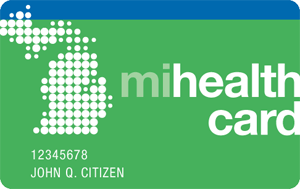 mihealth
card
12345678
JOHN Q. CITIZEN